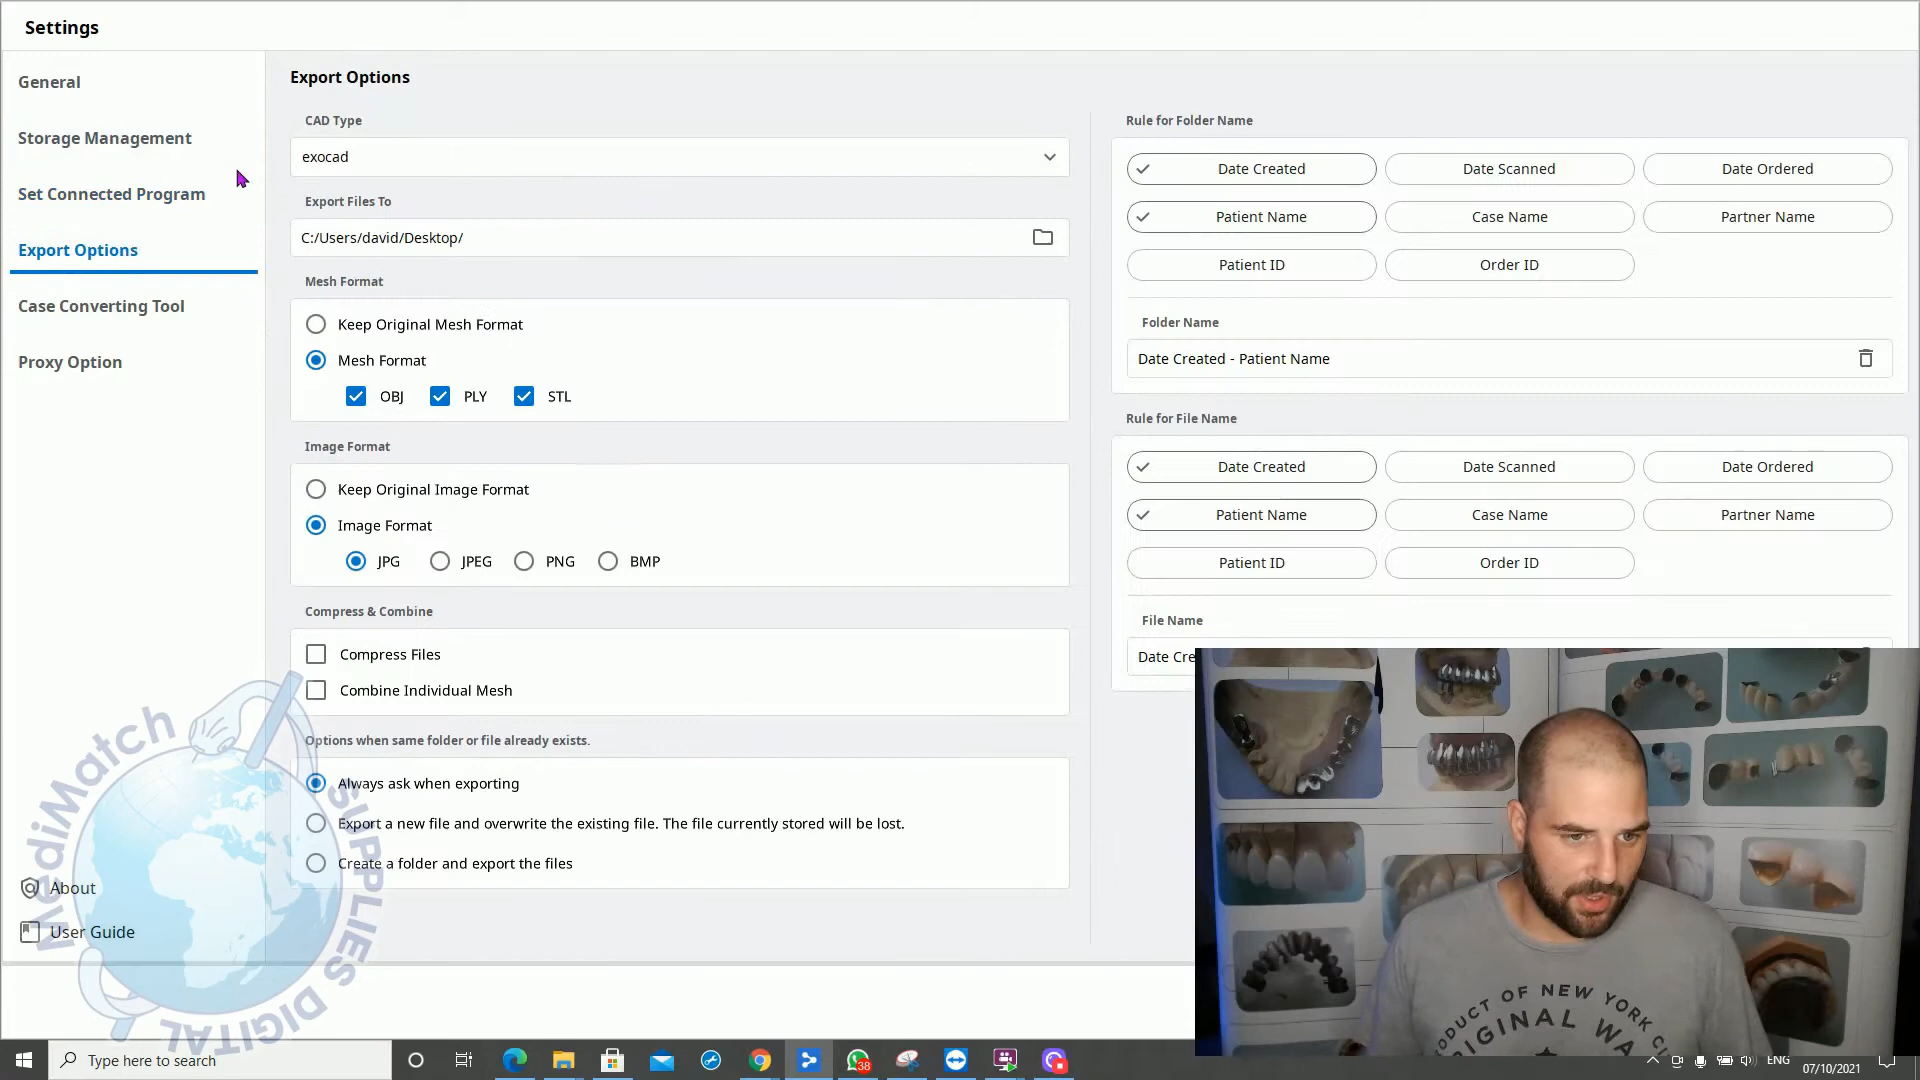 Settings
General
Storage Management
Set Connected Program
Export Options
Case Converting Tool
Proxy Option
About
User Guide
Export Options
CAD Type
exocad
Export Files To
C:/Users/david/Desktop/
Mesh Format
Keep Original Mesh Format
Mesh Format
OBJ PLY STL
Image Format
Keep Original Image Format
Image Format
JPG JPEG PNG BMP
Compress & Combine
Compress Files
Combine Individual Mesh
Options when same folder or file already exists.
Always ask when exporting
Export a new file and overwrite the existing file. The file currently stored will be lost.
Create a folder and export the files
Rule for Folder Name
Date Created Date Scanned Date Ordered
Patient Name Case Name Partner Name
Patient ID Order ID
Folder Name
Date Created - Patient Name
Rule for File Name
Date Created Date Scanned Date Ordered
Patient Name Case Name Partner Name
Patient ID Order ID
File Name
Date Cre
MediMatch
DIGITAL SUPPLIES
OF NEW YORK
Type here to search
38
ENG
07/10/2021